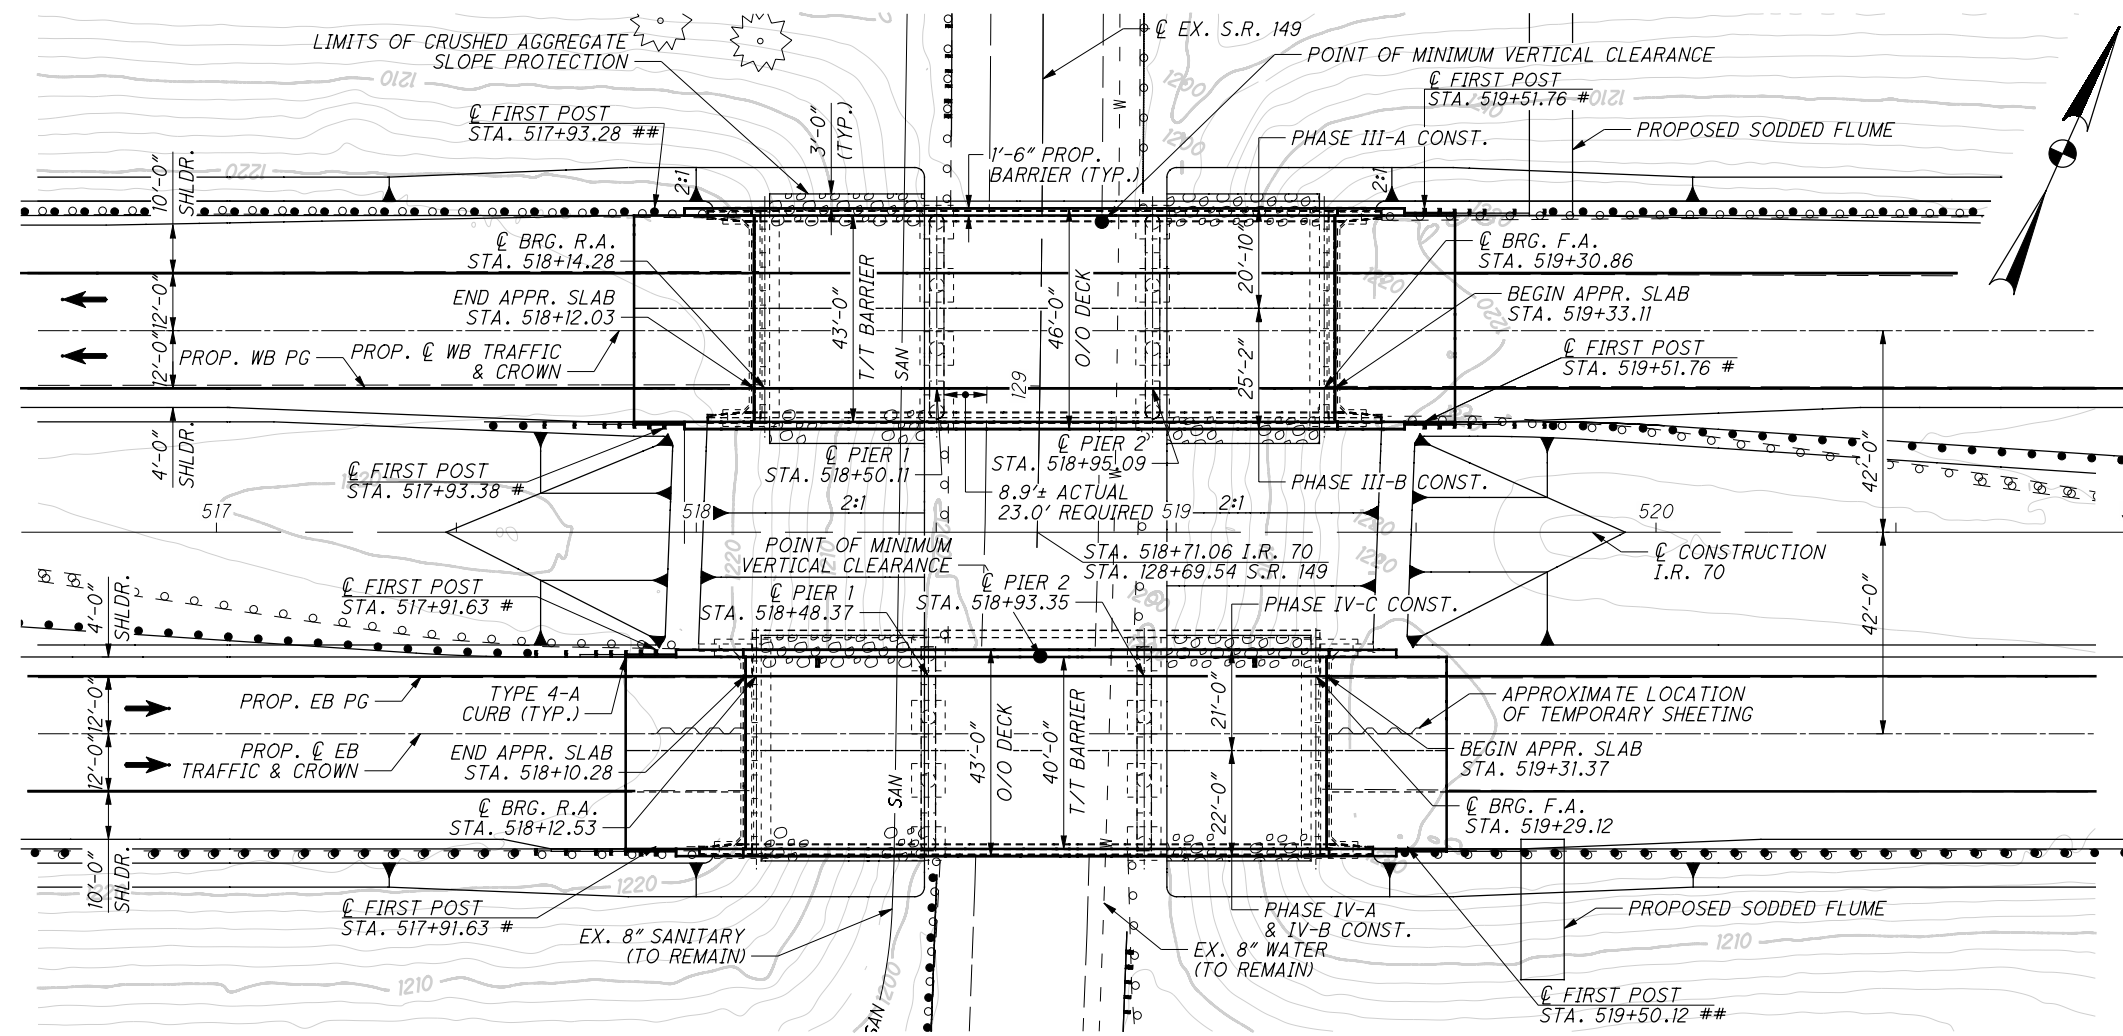 LIMITS OF CRUSHED AGGREGATE
SLOPE PROTECTION
1210
℄ FIRST POST
STA. 517+93.28 ##
3'-0"
(TYP.)
℄ EX. S.R. 149
POINT OF MINIMUM VERTICAL CLEARANCE
1200
W
℄ FIRST POST
STA. 519+51.76 #
1210
1210
PROPOSED SODDED FLUME
PHASE III-A CONST.
1200
1'-6" PROP.
BARRIER (TYP.)
10'-0"
SHLDR.
1220
2:1
2:1
℄ BRG. R.A.
STA. 518+14.28
END APPR. SLAB
STA. 518+12.03
12'-0"
12'-0"
PROP. WB PG
PROP. ℄ WB TRAFFIC
& CROWN
43'-0"
T/T BARRIER
SAN
129
46'-0"
O/O DECK
20'-10"
25'-2"
℄ BRG. F.A.
STA. 519+30.86
BEGIN APPR. SLAB
STA. 519+33.11
1220
1220
℄ FIRST POST
STA. 519+51.76 #
4'-0"
SHLDR.
℄ FIRST POST
STA. 517+93.38 #
℄ PIER 1
STA. 518+50.11
℄ PIER 2
STA. 518+95.09
W
8.9'± ACTUAL
23.0' REQUIRED
PHASE III-B CONST.
42'-0"
517
518
2:1
519
2:1
520
1220
1210
1220
1220
POINT OF MINIMUM
VERTICAL CLEARANCE
STA. 518+71.06 I.R. 70
STA. 128+69.54 S.R. 149
℄ CONSTRUCTION
I.R. 70
4'-0"
SHLDR.
℄ FIRST POST
STA. 517+91.63 #
℄ PIER 1
STA. 518+48.37
℄ PIER 2
STA. 518+93.35
PHASE IV-C CONST.
42'-0"
12'-0"
12'-0"
PROP. EB PG
TYPE 4-A
CURB (TYP.)
PROP. ℄ EB
TRAFFIC & CROWN
END APPR. SLAB
STA. 518+10.28
℄ BRG. R.A.
STA. 518+12.53
SAN
43'-0"
O/O DECK
40'-0"
T/T BARRIER
W
21'-0"
22'-0"
APPROXIMATE LOCATION
OF TEMPORARY SHEETING
BEGIN APPR. SLAB
STA. 519+31.37
℄ BRG. F.A.
STA. 519+29.12
10'-0"
SHLDR.
1220
℄ FIRST POST
STA. 517+91.63 #
EX. 8" SANITARY
(TO REMAIN)
PHASE IV-A
& IV-B CONST.
EX. 8" WATER
(TO REMAIN)
PROPOSED SODDED FLUME
1210
1210
1200
SAN
℄ FIRST POST
STA. 519+50.12 ##